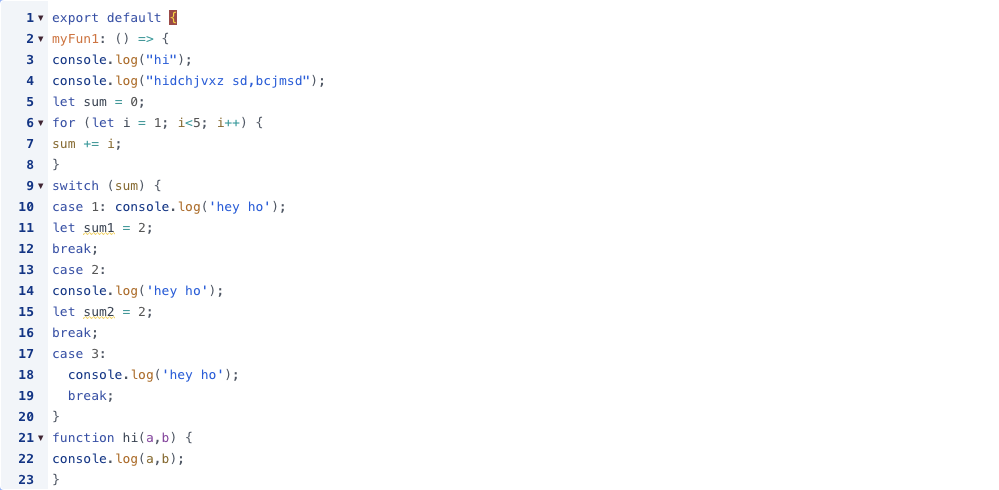 1 export default {
2 myFun1: () => {
3 console.log("hi");
4 console.log("hidchjvxz sd,bcjmsd");
5 let sum = 0;
6 for (let i = 1; i<5; i++) {
7 sum += i;
8 }
9 switch (sum) {
10 case 1: console.log('hey ho');
11 let sum1 = 2;
12 break;
13 case 2:
14 console.log('hey ho');
15 let sum2 = 2;
16 break;
17 case 3:
18   console.log('hey ho');
19   break;
20 }
21 function hi(a,b) {
22 console.log(a,b);
23 }